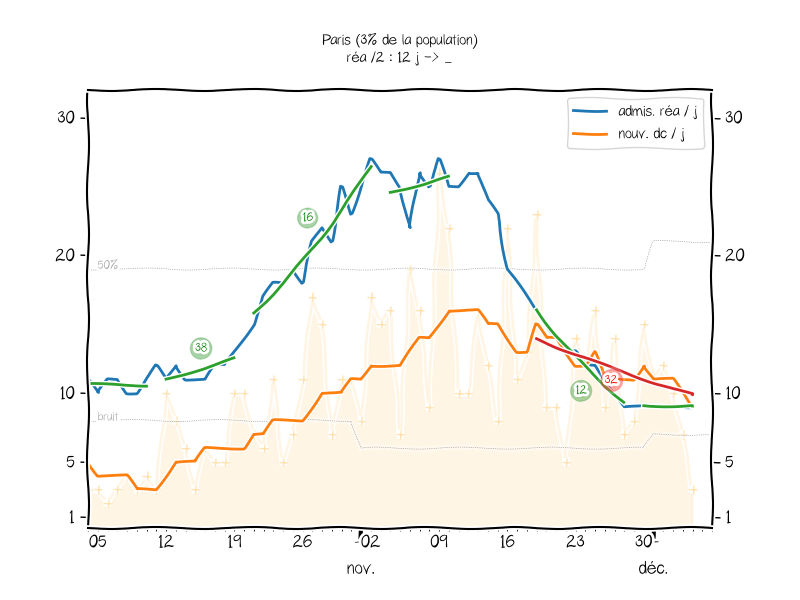 Paris (3% de la population)
réa /2 : 12 j -> _
admis. réa / j
nouv. dc / j
30
30
20
20
50%
16
38
10
10
32
12
bruit
5
5
1
1
05 12 19 26 02 09 16 23 30
nov. déc.